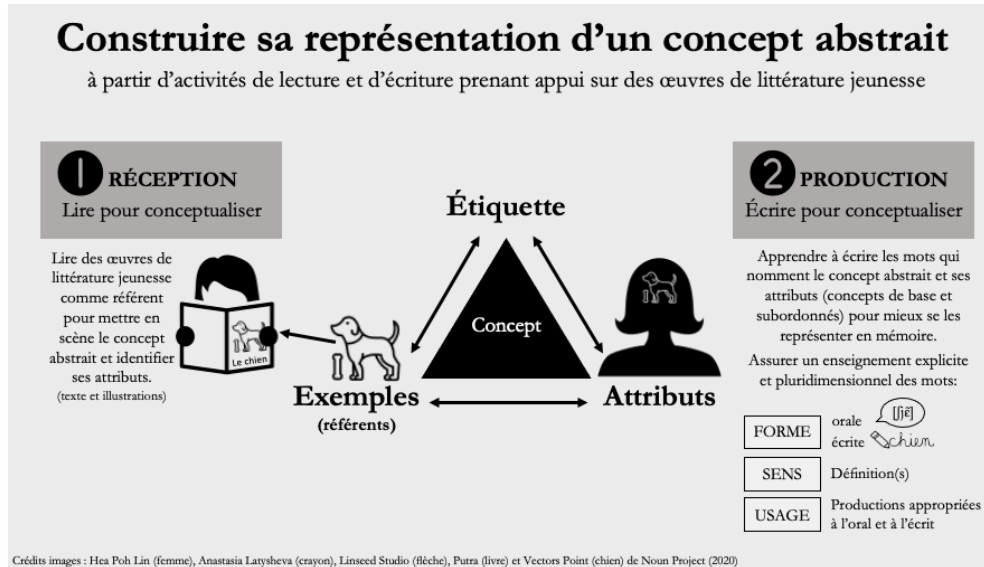 Construire sa représentation d’un concept abstrait
à partir d’activités de lecture et d’écriture prenant appui sur des œuvres de littérature jeunesse
1 RÉCEPTION
Lire pour conceptualiser
Lire des œuvres de
littérature jeunesse
comme référent
pour mettre en
scène le concept
abstrait et identifier
ses attributs.
(texte et illustrations)
Le chien
Étiquette
Concept
Exemples
(référents)
Attributs
2 PRODUCTION
Écrire pour conceptualiser
Apprendre à écrire les mots qui
nomment le concept abstrait et ses
attributs (concepts de base et
subordonnés) pour mieux se les
représenter en mémoire.
Assurer un enseignement explicite
et pluridimensionnel des mots:
FORME
orale [ʃjɛ̃]
écrite chien
SENS
Définition(s)
USAGE
Productions appropriées
à l’oral et à l’écrit
Crédits images : Hea Poh Lin (femme), Anastasia Latysheva (crayon), Linseed Studio (flèche), Putra (livre) et Vectors Point (chien) de Noun Project (2020)